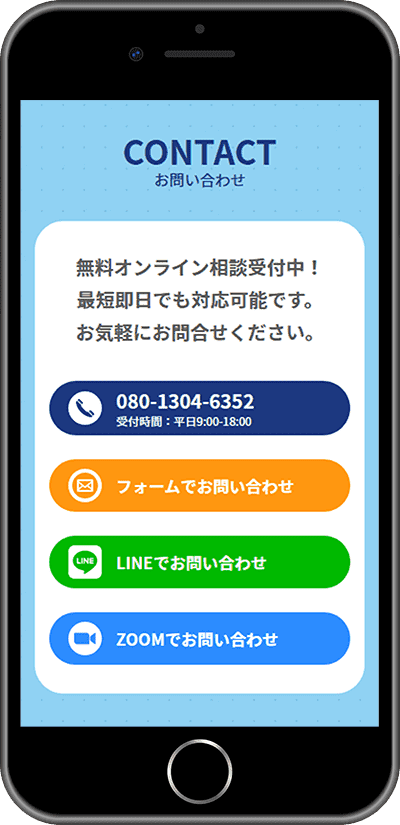 CONTACT
お問い合わせ
無料オンライン相談受付中！
最短即日でも対応可能です。
お気軽にお問合せください。
080-1304-6352
受付時間：平日9:00-18:00
フォームでお問い合わせ
LINE
LINEでお問い合わせ
ZOOMでお問い合わせ